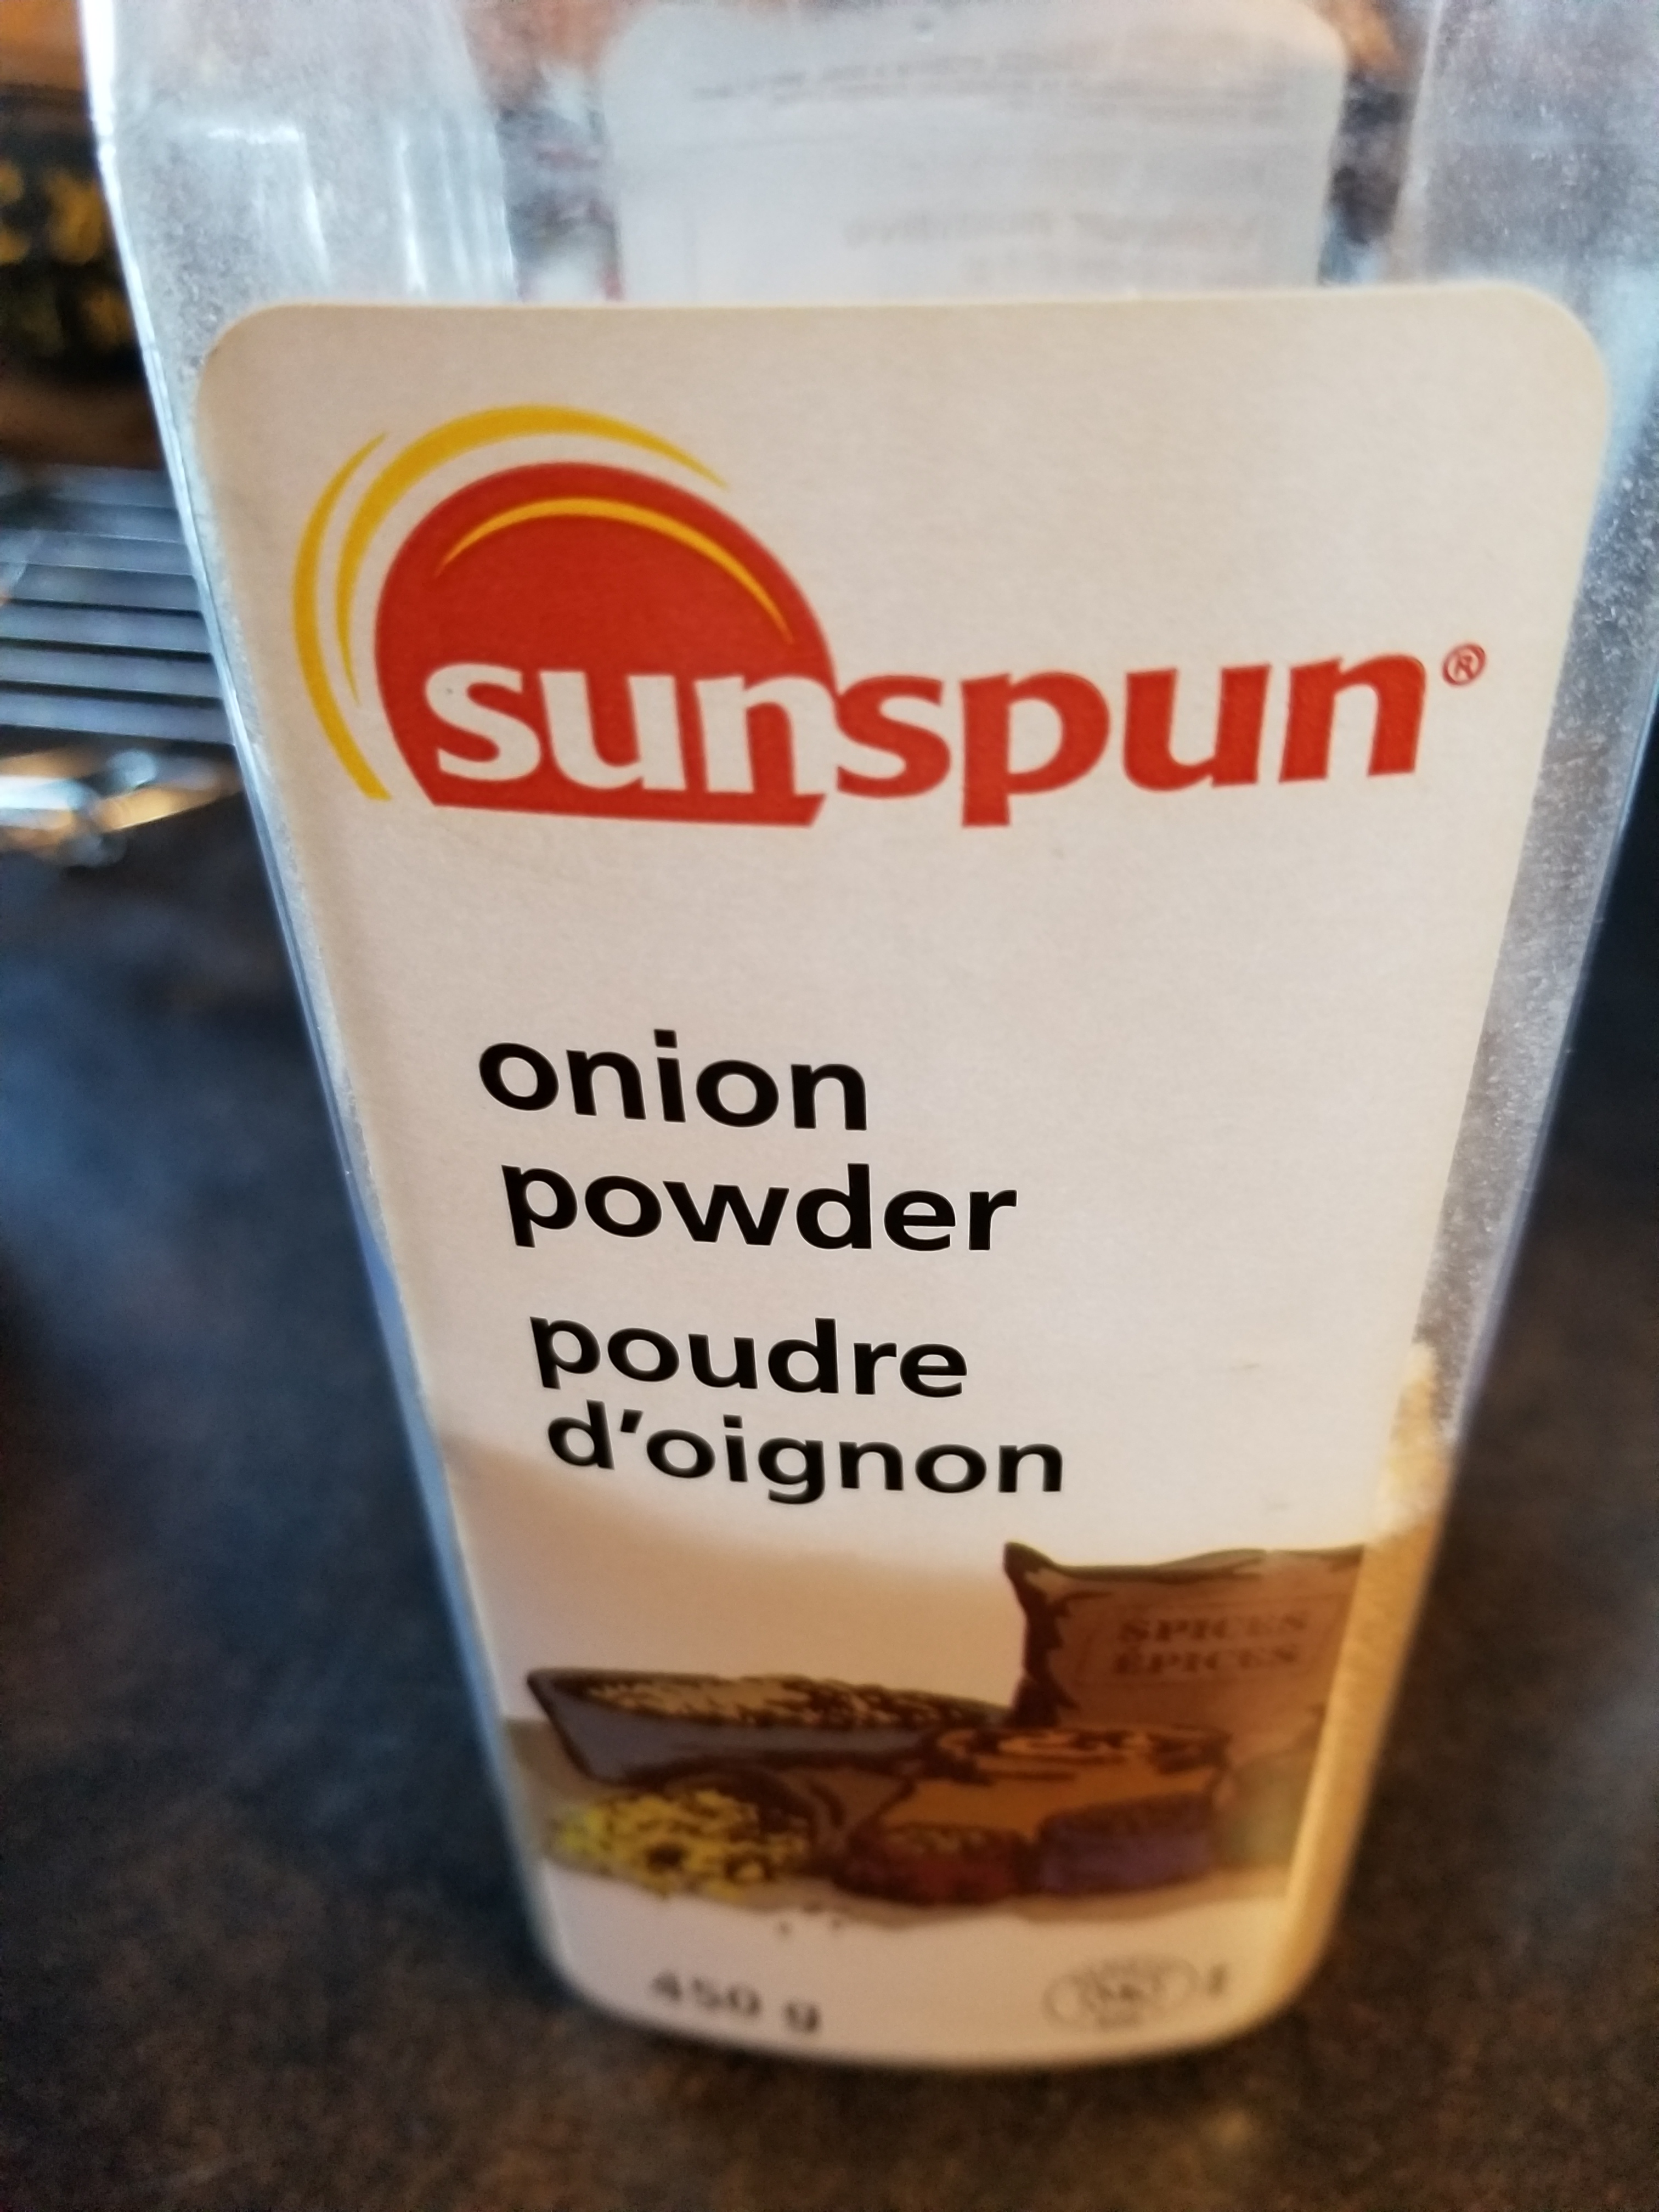 sunspun®
onion
powder
poudre
d'oignon
SPICES
ÉPICES
450 g